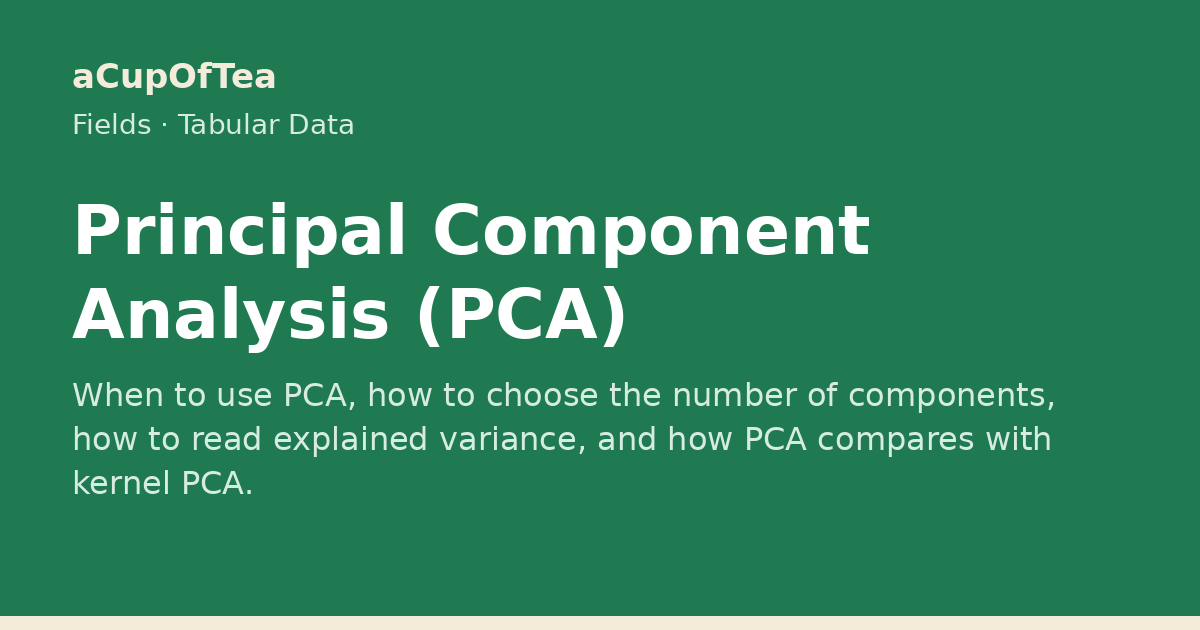 aCupOfTea
Fields · Tabular Data
Principal Component
Analysis (PCA)
When to use PCA, how to choose the number of components,
how to read explained variance, and how PCA compares with
kernel PCA.